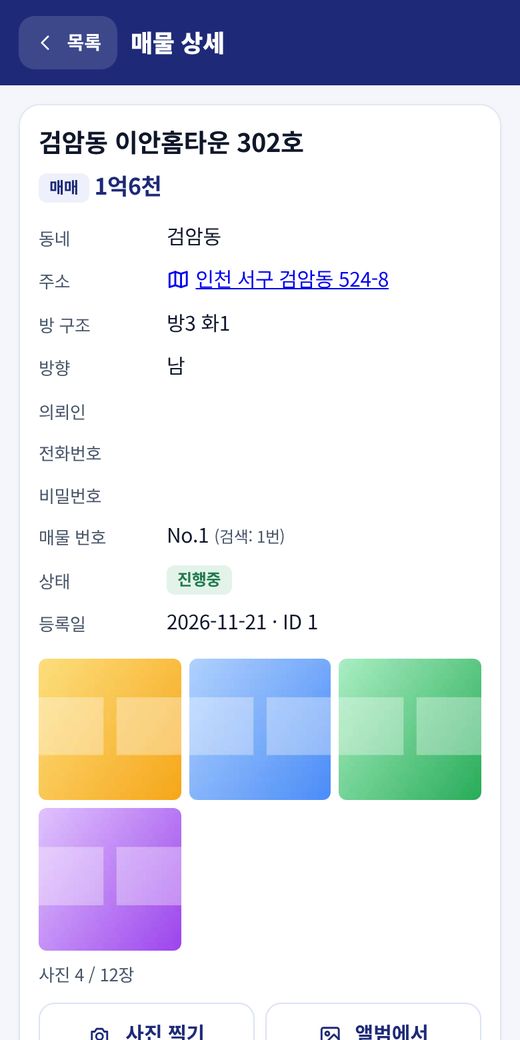 목록 매물 상세
검암동 이안홈타운 302호
매매 1억6천
동네 검암동
주소 인천 서구 검암동 524-8
방 구조 방3 화1
방향 남
의뢰인
전화번호
비밀번호
매물 번호 No.1 (검색: 1번)
상태 진행중
등록일 2026-11-21 · ID 1
사진 4 / 12장
사진 찍기 앨범에서